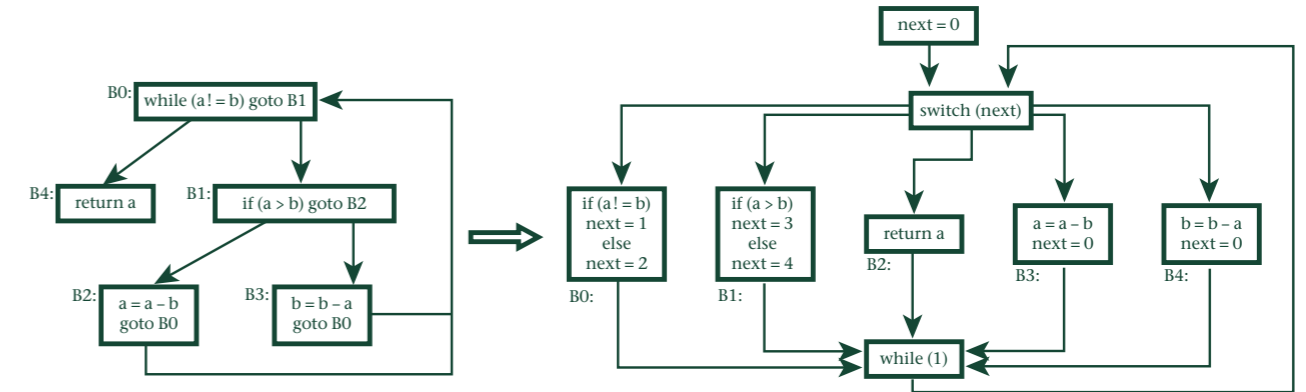 B0:
while (a! = b) goto B1
B4:
return a
B1:
if (a > b) goto B2
B2:
a = a – b
goto B0
B3:
b = b – a
goto B0
next = 0
switch (next)
if (a! = b)
next = 1
else
next = 2
B0:
if (a > b)
next = 3
else
next = 4
B1:
return a
B2:
a = a – b
next = 0
B3:
b = b – a
next = 0
B4:
while (1)